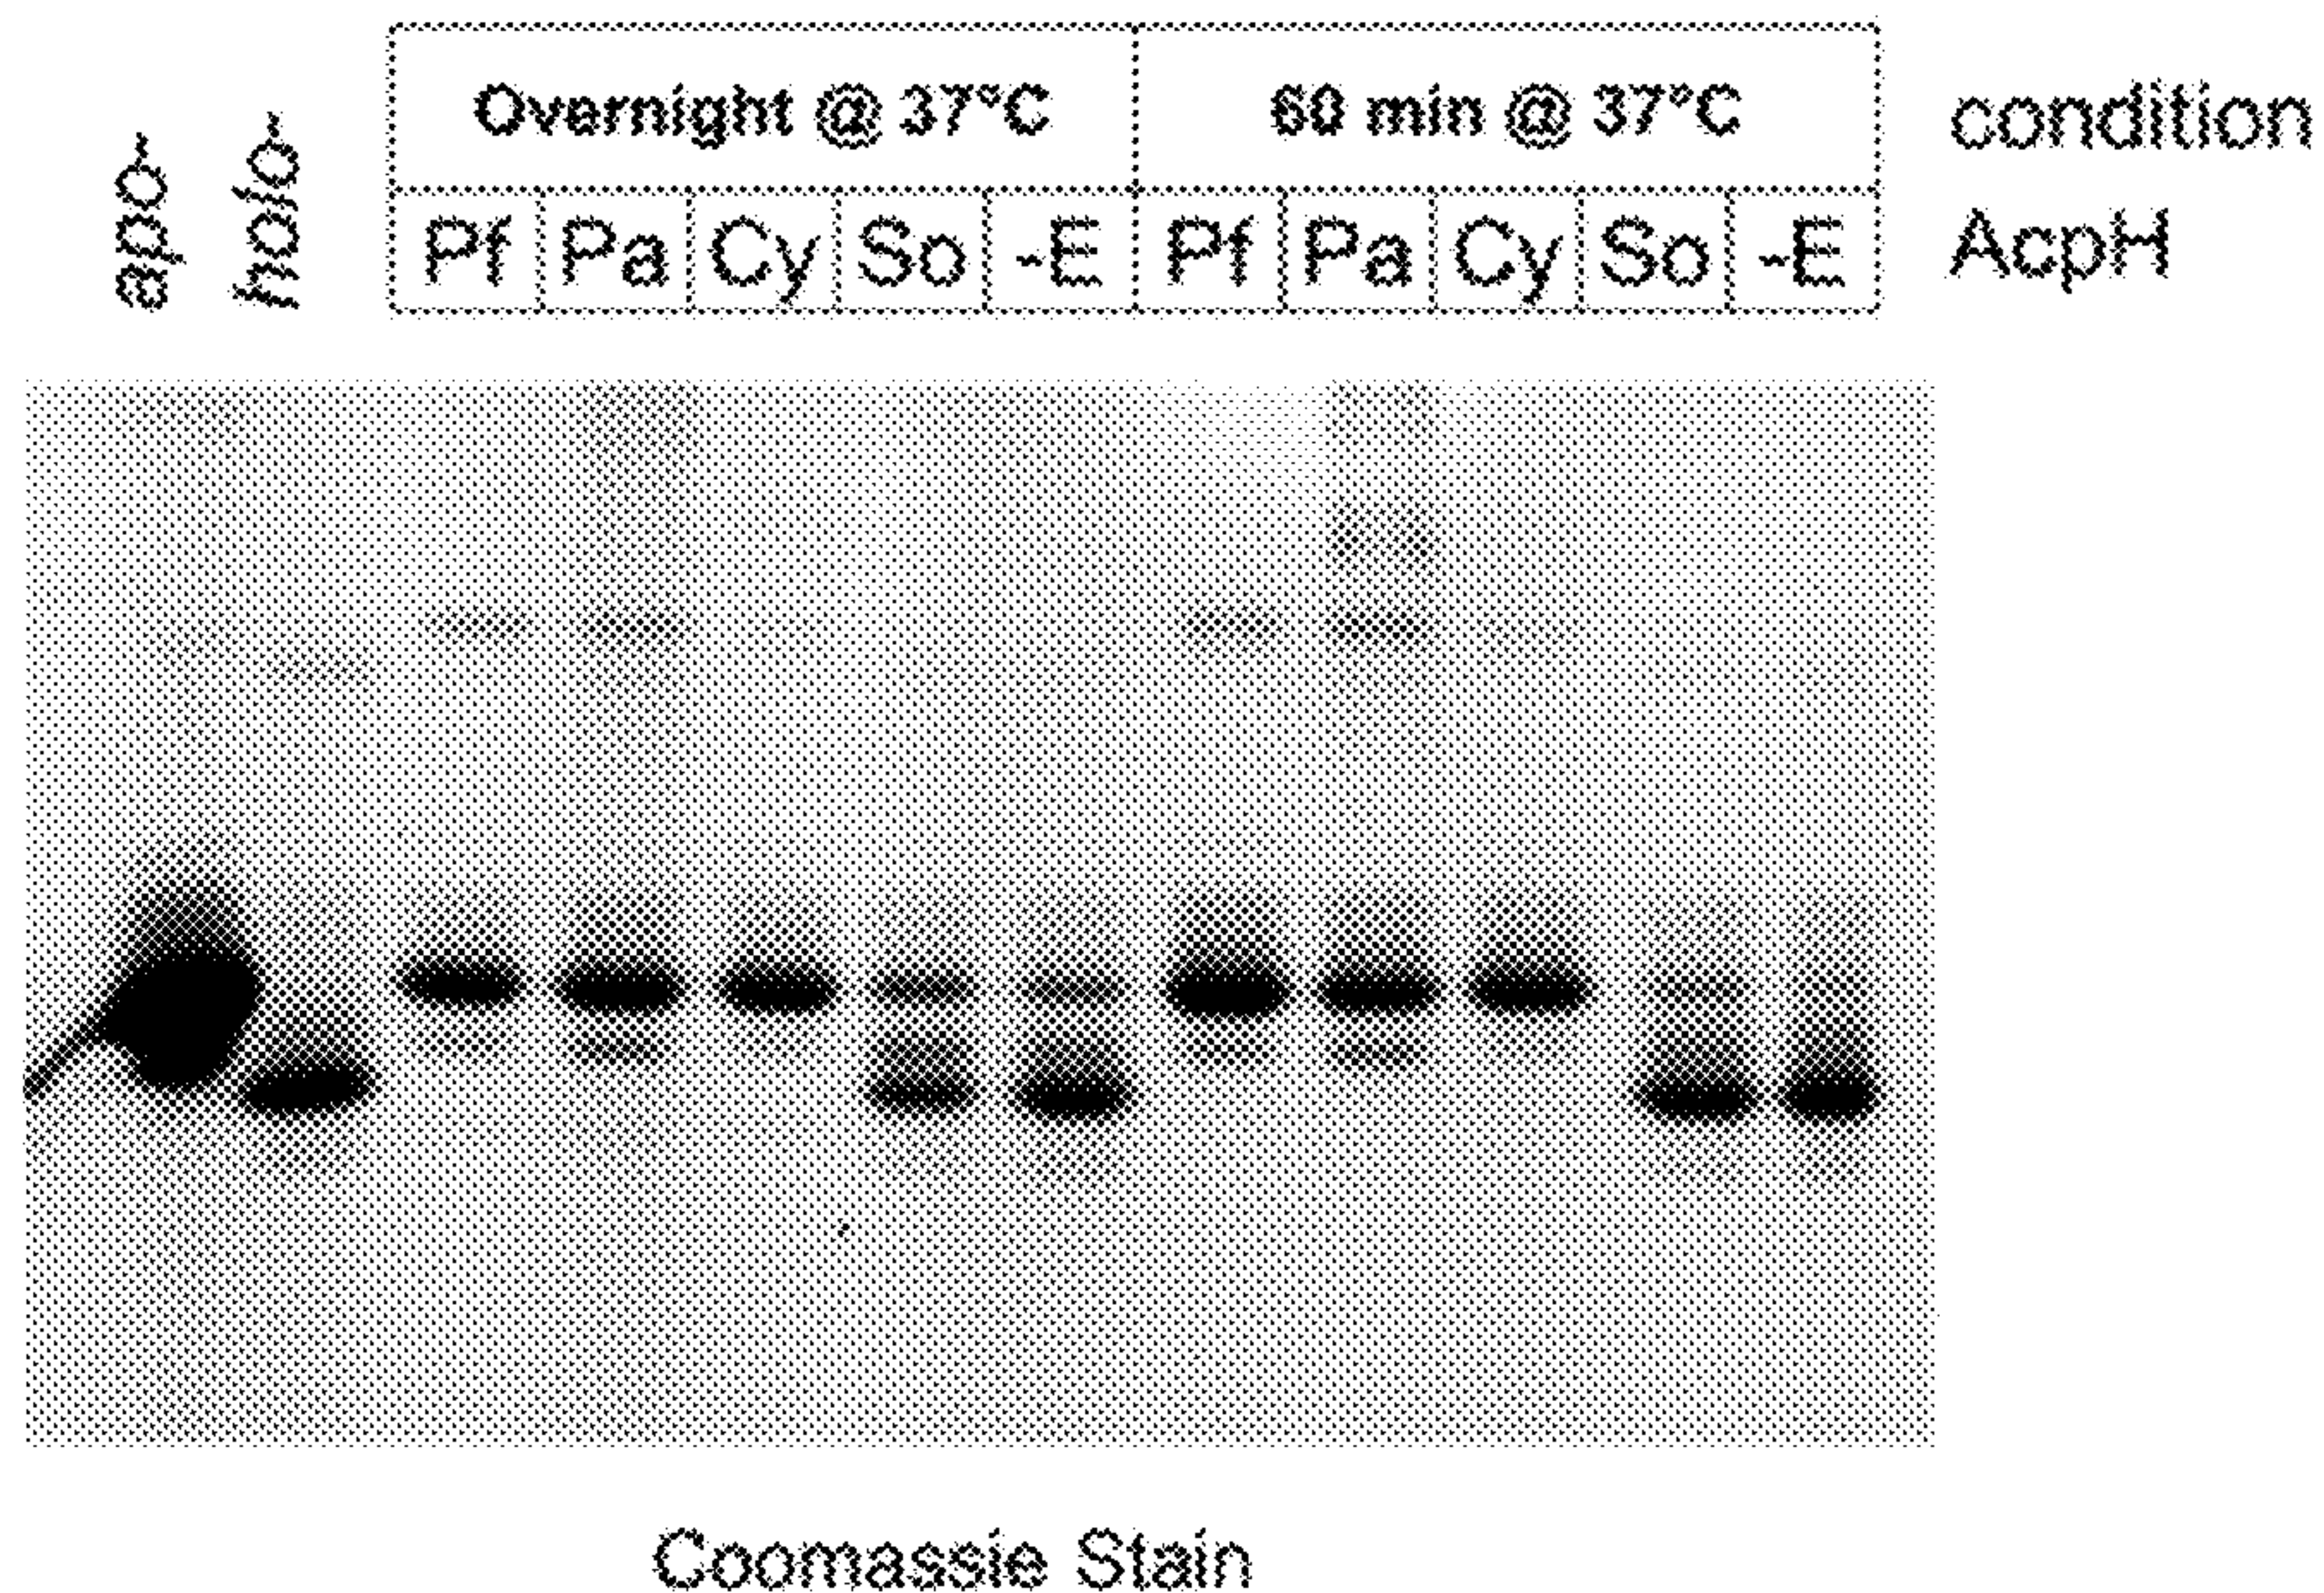 apo-
holo-
Overnight @ 37°C 60 min @ 37°C condition
Pf Pa Cy So -E Pf Pa Cy So -E AcpH
Coomassie Stain